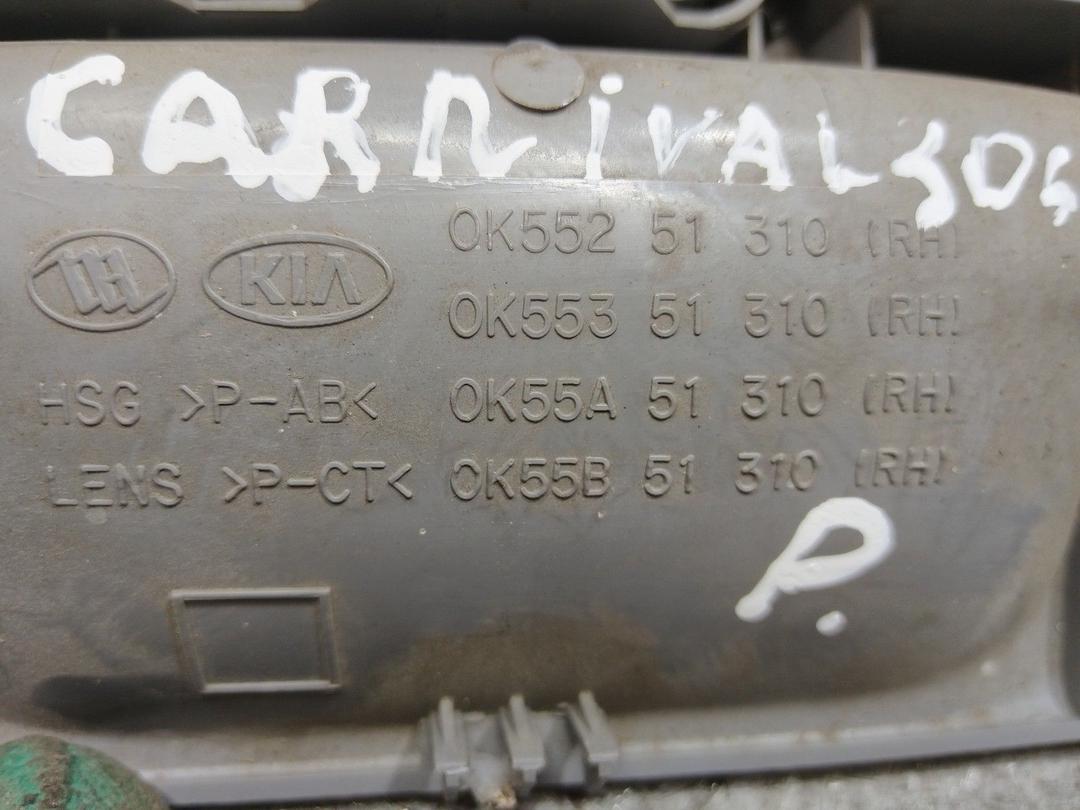 CARNiVAL
KIA
0K552 51 310 (RH)
0K553 51 310 (RH)
HSG >P-AB< 0K55A 51 310 (RH)
LENS >P-CT< 0K55B 51 310 (RH)
P.